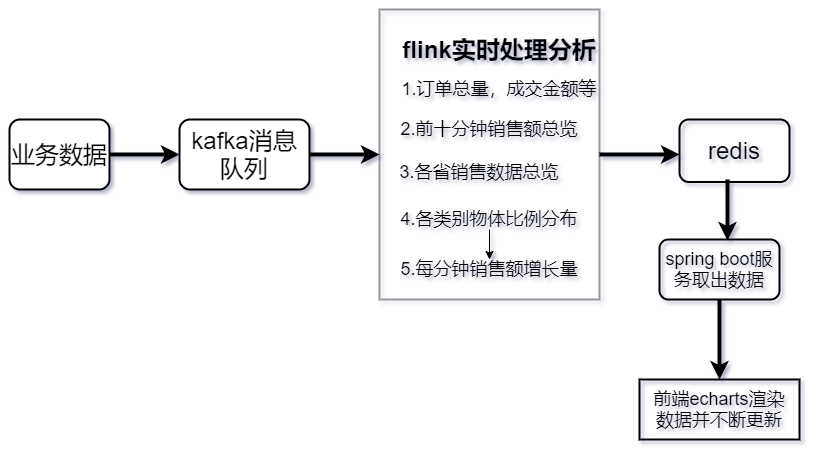 业务数据
kafka消息
队列
flink实时处理分析
1.订单总量，成交金额等
2.前十分钟销售额总览
3.各省销售数据总览
4.各类别物体比例分布
5.每分钟销售额增长量
redis
spring boot服
务取出数据
前端echarts渲染
数据并不断更新